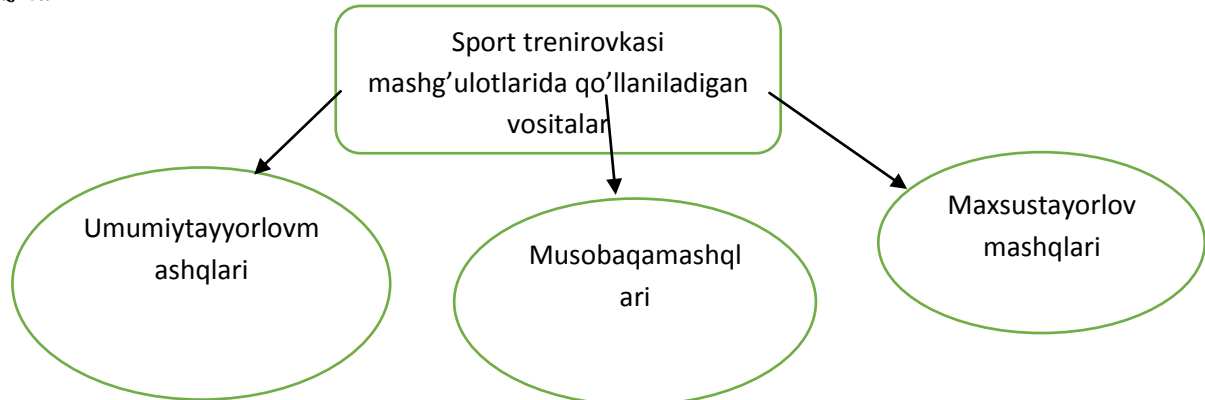 Sport trenirovkasi
mashg’ulotlarida qo’llaniladigan
vositalar
Umumiytayyorlovm
ashqlari
Musobaqamashql
ari
Maxsustayorlov
mashqlari